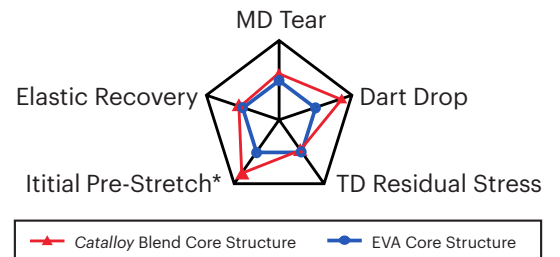 MD Tear
Elastic Recovery
Dart Drop
Ititial Pre-Stretch*
TD Residual Stress
Catalloy Blend Core Structure
EVA Core Structure